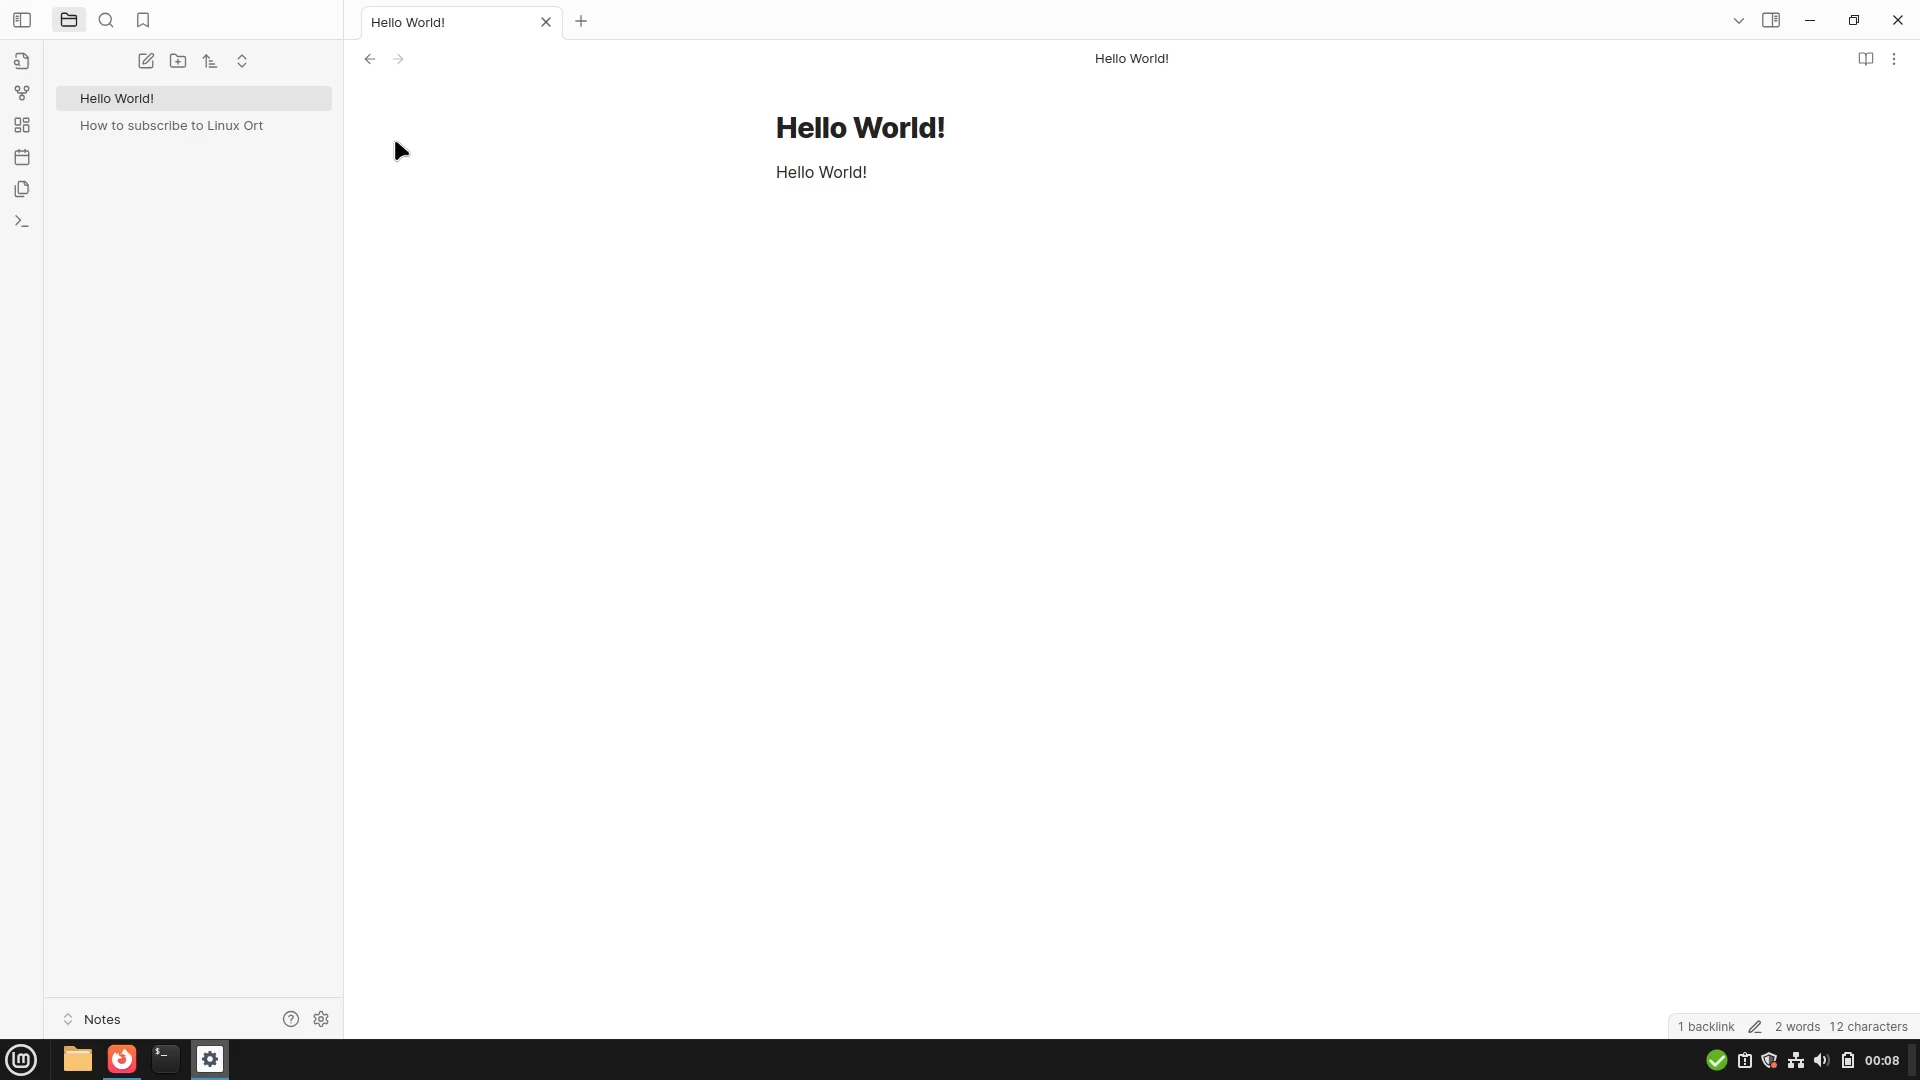 Hello World!
Hello World!
Hello World!
How to subscribe to Linux Ort
Hello World!
Hello World!
Notes
1 backlink 2 words 12 characters
$_
lm
00:08